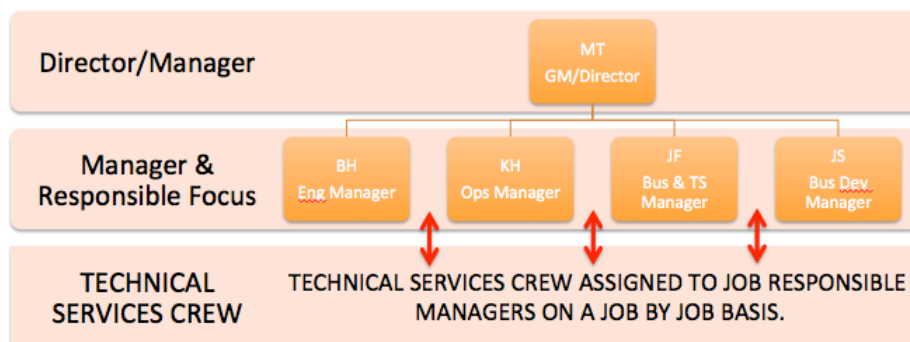 Director/Manager
MT
GM/Director
Manager &
Responsible Focus
BH
Eng Manager
KH
Ops Manager
JF
Bus & TS
Manager
JS
Bus Dev
Manager
TECHNICAL
SERVICES CREW
TECHNICAL SERVICES CREW ASSIGNED TO JOB RESPONSIBLE
MANAGERS ON A JOB BY JOB BASIS.